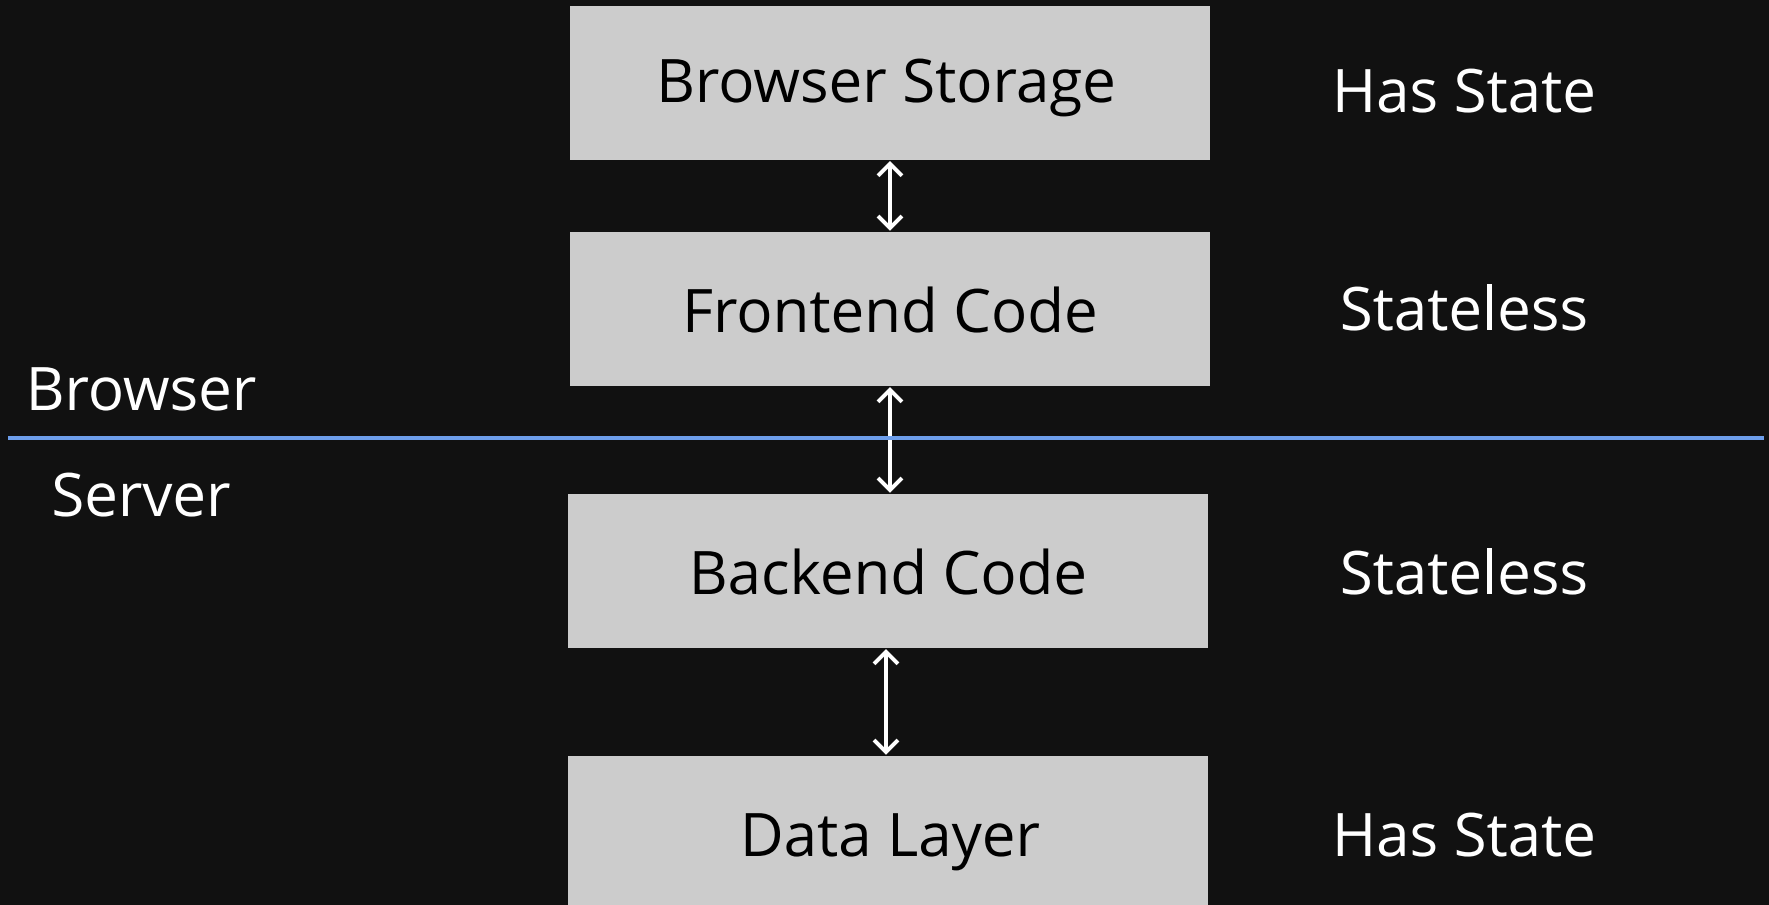 Browser Storage
Has State
Frontend Code
Stateless
Browser
Server
Backend Code
Stateless
Data Layer
Has State